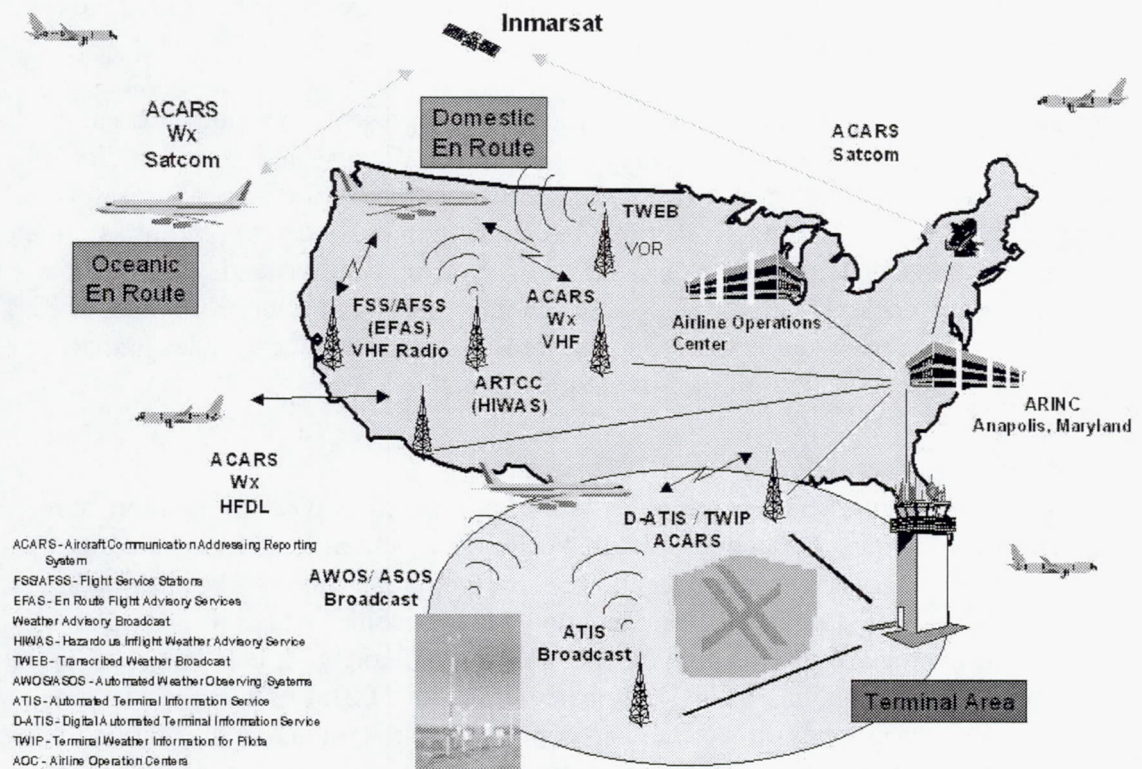 Inmarsat
ACARS
Wx
Satcom
Domestic
En Route
ACARS
Satcom
TWEB
VOR
Oceanic
En Route
FSS/AFSS
(EFAS)
VHF Radio
ACARS
Wx
VHF
Airline Operations
Center
ARTCC
(HIWAS)
ARINC
Anapolis, Maryland
ACARS
Wx
HFDL
D-ATIS / TWIP
ACARS
AWOS/ ASOS
Broadcast
ATIS
Broadcast
Terminal Area
ACARS - Aircraft Communication Addressing Reporting
System
FSS/AFSS - Flight Service Stations
EFAS - En Route Flight Advisory Services
Weather Advisory Broadcast
HIWAS - Hazardous Inflight Weather Advisory Service
TWEB - Transcribed Weather Broadcast
AWOS/ASOS - Automated Weather Observing Systems
ATIS - Automated Terminal Information Service
D-ATIS - Digital Automated Terminal Information Service
TWIP - Terminal Weather Information for Pilots
AOC - Airline Operation Centers